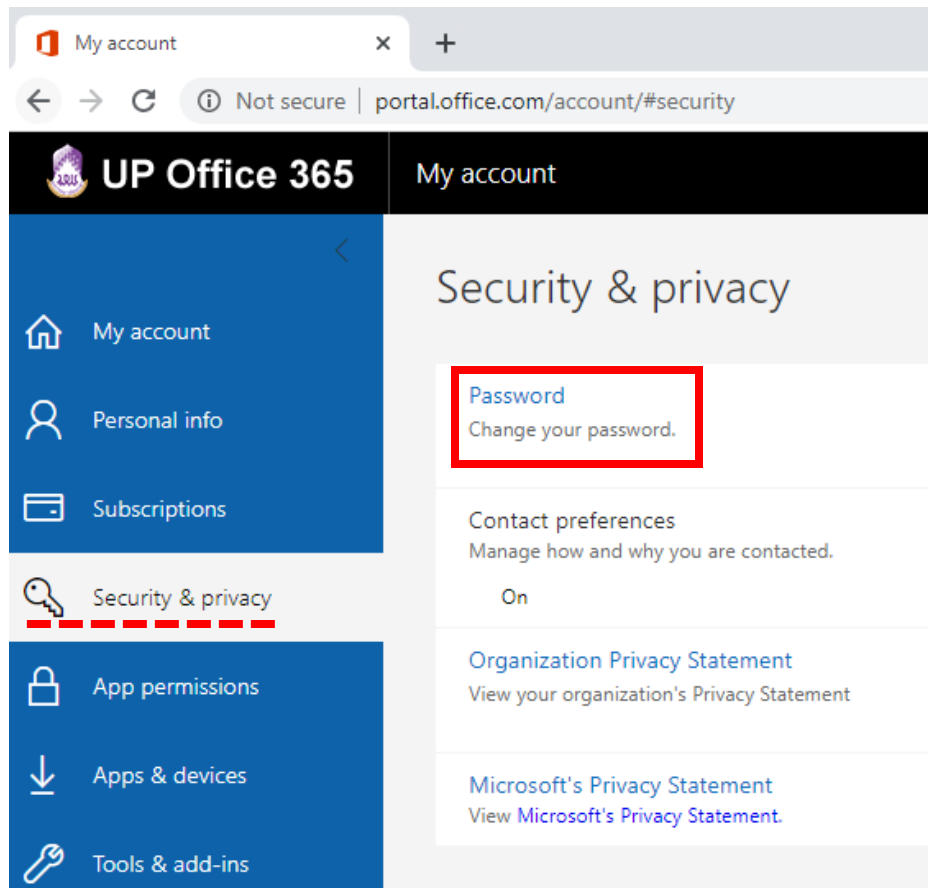 My account
Not secure | portal.office.com/account/#security
UP Office 365
My account
Security & privacy
My account
Personal info
Subscriptions
Security & privacy
App permissions
Apps & devices
Tools & add-ins
Password
Change your password.
Contact preferences
Manage how and why you are contacted.
On
Organization Privacy Statement
View your organization's Privacy Statement
Microsoft's Privacy Statement
View Microsoft's Privacy Statement.